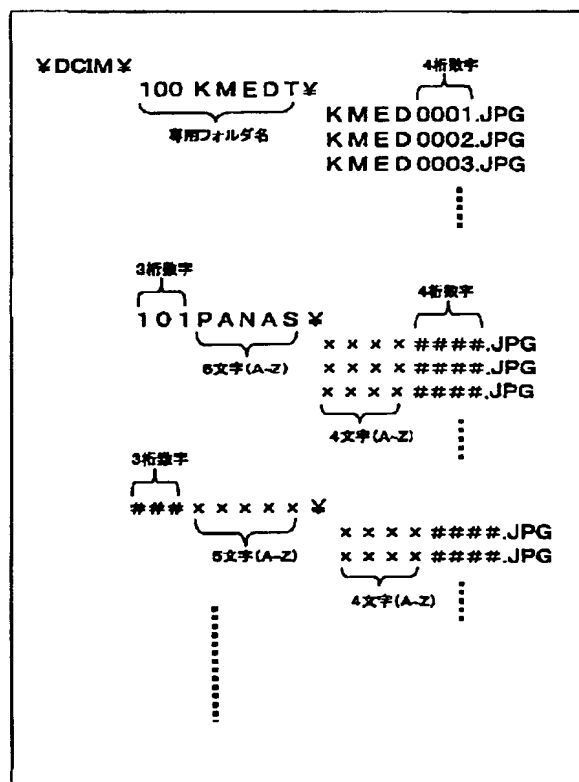 ¥DCIM¥
4桁数字
100 KMEDT¥
専用フォルダ名
KMED0001.JPG
KMED0002.JPG
KMED0003.JPG
3桁数字
4桁数字
101PANAS¥
5文字(A~Z)
××××####.JPG
××××####.JPG
××××####.JPG
4文字(A~Z)
3桁数字
###×××××¥
5文字(A~Z)
××××####.JPG
××××####.JPG
4文字(A~Z)